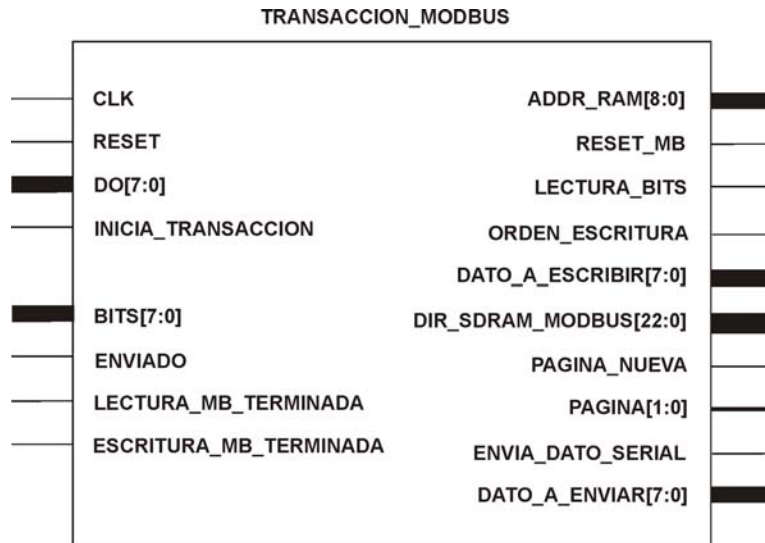 TRANSACCION_MODBUS
CLK
RESET
DO[7:0]
INICIA_TRANSACCION
BITS[7:0]
ENVIADO
LECTURA_MB_TERMINADA
ESCRITURA_MB_TERMINADA
ADDR_RAM[8:0]
RESET_MB
LECTURA_BITS
ORDEN_ESCRITURA
DATO_A_ESCRIBIR[7:0]
DIR_SDRAM_MODBUS[22:0]
PAGINA_NUEVA
PAGINA[1:0]
ENVIA_DATO_SERIAL
DATO_A_ENVIAR[7:0]